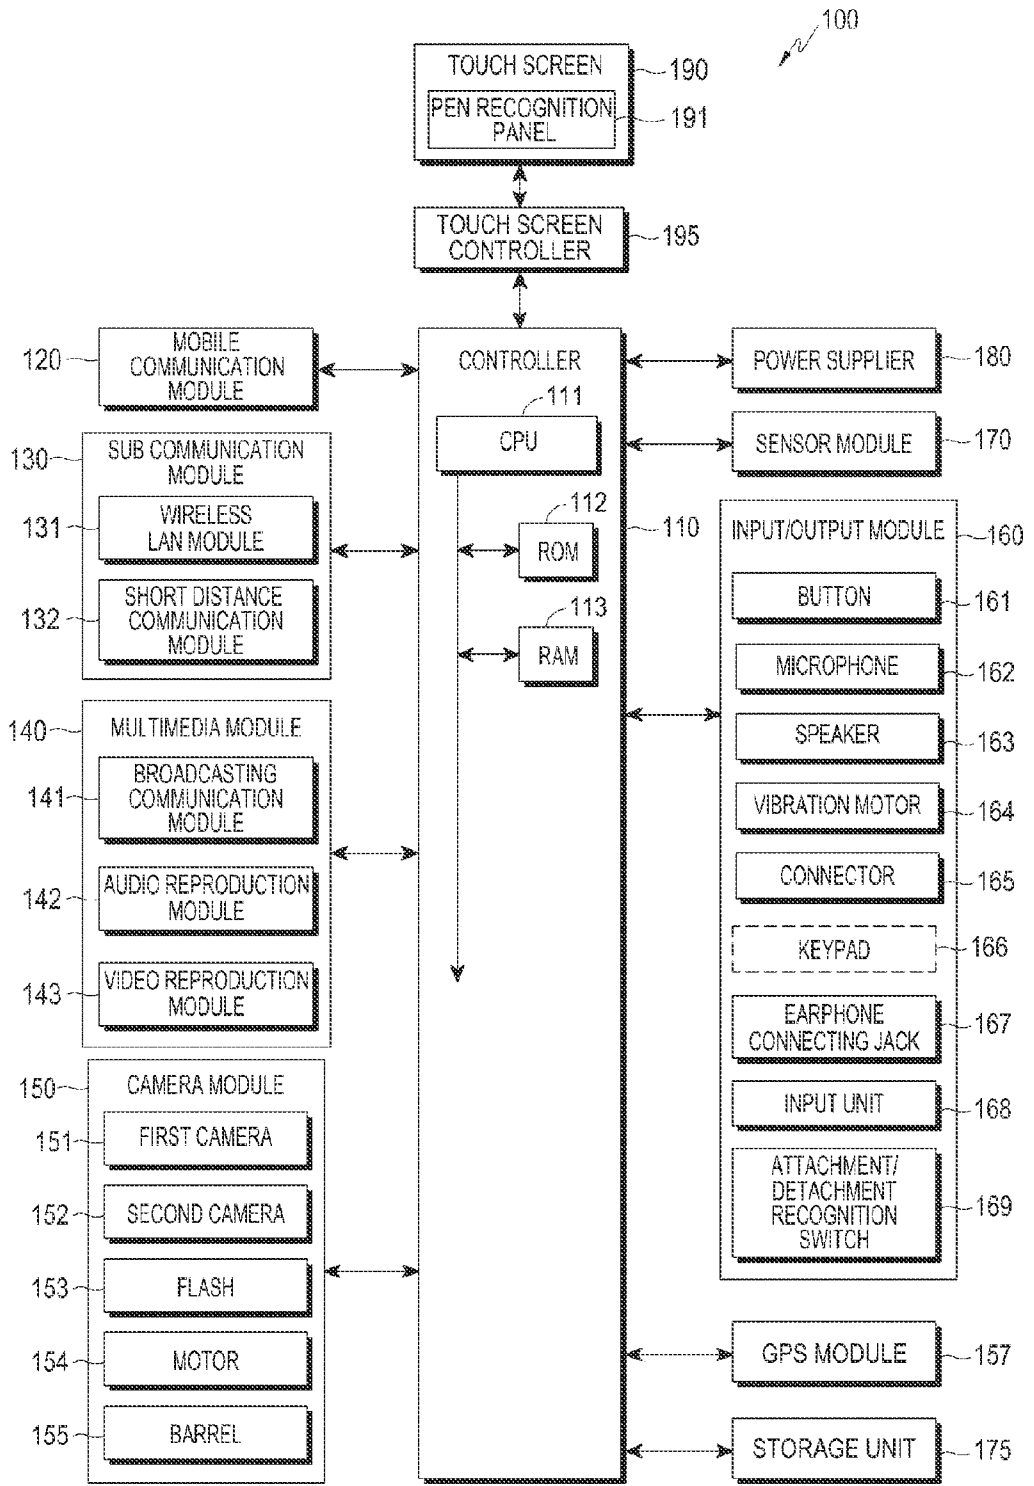 100
TOUCH SCREEN
190
PEN RECOGNITION
PANEL
191
TOUCH SCREEN
CONTROLLER
195
120
MOBILE
COMMUNICATION
MODULE
130
SUB COMMUNICATION
MODULE
131
WIRELESS
LAN MODULE
132
SHORT DISTANCE
COMMUNICATION
MODULE
140
MULTIMEDIA MODULE
141
BROADCASTING
COMMUNICATION
MODULE
142
AUDIO REPRODUCTION
MODULE
143
VIDEO REPRODUCTION
MODULE
150
CAMERA MODULE
151
FIRST CAMERA
152
SECOND CAMERA
153
FLASH
154
MOTOR
155
BARREL
CONTROLLER
111
CPU
112
ROM
113
RAM
110
POWER SUPPLIER
180
SENSOR MODULE
170
INPUT/OUTPUT MODULE
160
BUTTON
161
MICROPHONE
162
SPEAKER
163
VIBRATION MOTOR
164
CONNECTOR
165
KEYPAD
166
EARPHONE
CONNECTING JACK
167
INPUT UNIT
168
ATTACHMENT/
DETACHMENT
RECOGNITION
SWITCH
169
GPS MODULE
157
STORAGE UNIT
175